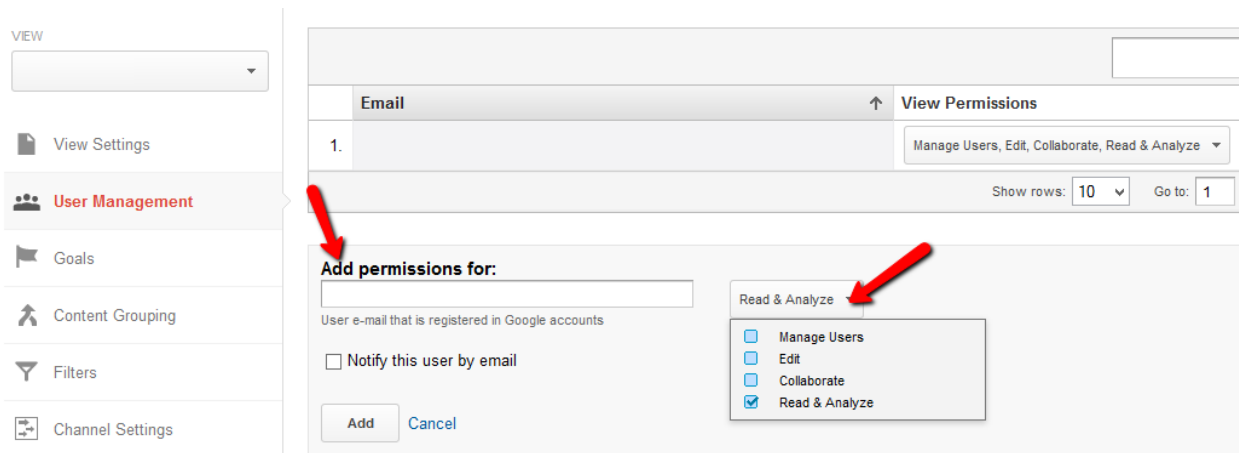 VIEW
View Settings
User Management
Goals
Content Grouping
Filters
Channel Settings
Email View Permissions
1. Manage Users, Edit, Collaborate, Read & Analyze
Show rows: 10 Go to: 1
Add permissions for:
Read & Analyze
User e-mail that is registered in Google accounts
Manage Users
Edit
Collaborate
Read & Analyze
Notify this user by email
Add Cancel